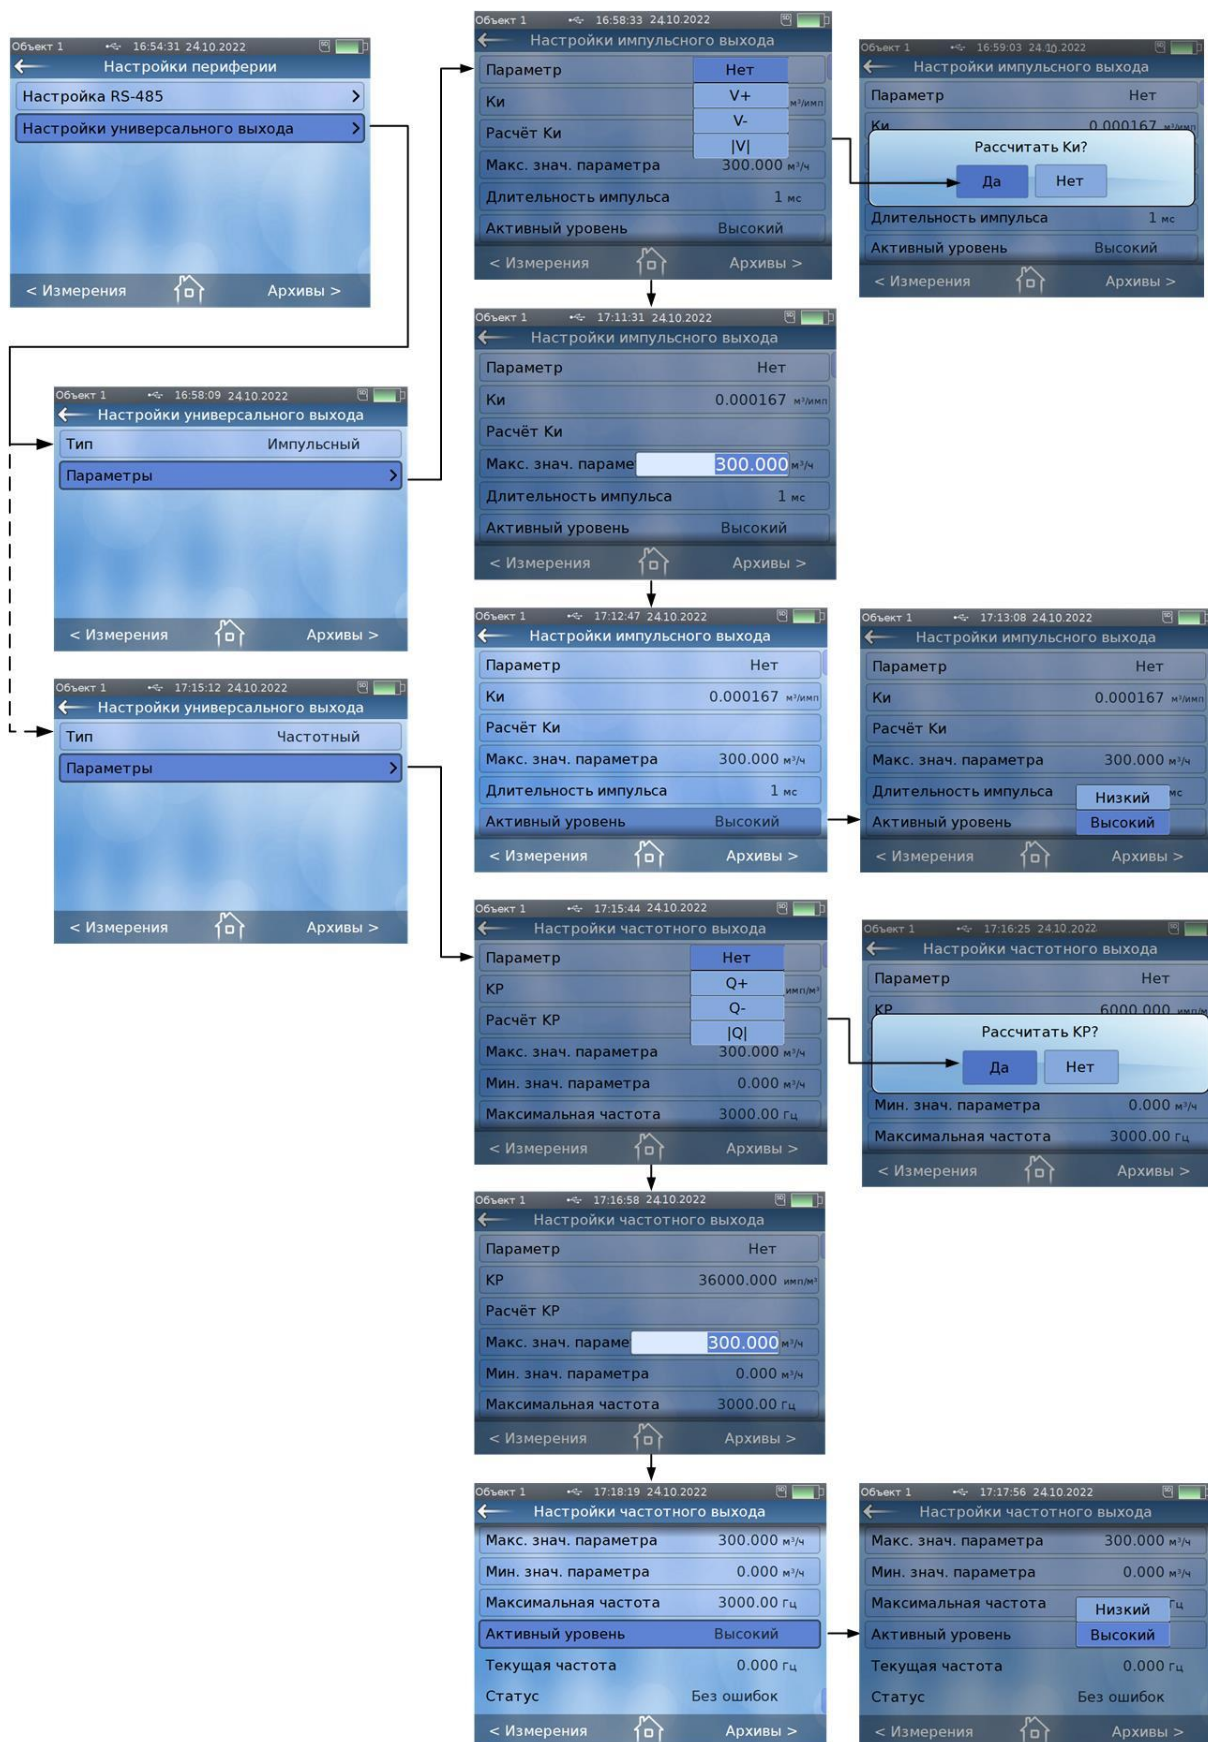 Объект 1 16:54:31 24.10.2022
Настройки периферии
Настройка RS-485 >
Настройки универсального выхода >
< Измерения Архивы >
Объект 1 16:58:09 24.10.2022
Настройки универсального выхода
Тип Импульсный
Параметры >
< Измерения Архивы >
Объект 1 17:15:12 24.10.2022
Настройки универсального выхода
Тип Частотный
Параметры >
< Измерения Архивы >
Объект 1 16:58:33 24.10.2022
Настройки импульсного выхода
Параметр Нет
V+
Ки м³/имп
V-
Расчёт Ки
|V|
Макс. знач. параметра 300.000 м³/ч
Длительность импульса 1 мс
Активный уровень Высокий
< Измерения Архивы >
Объект 1 16:59:03 24.10.2022
Настройки импульсного выхода
Параметр Нет
Ки 0.000167 м³/имп
Рассчитать Ки?
Да Нет
Длительность импульса 1 мс
Активный уровень Высокий
< Измерения Архивы >
Объект 1 17:11:31 24.10.2022
Настройки импульсного выхода
Параметр Нет
Ки 0.000167 м³/имп
Расчёт Ки
Макс. знач. параме 300.000 м³/ч
Длительность импульса 1 мс
Активный уровень Высокий
< Измерения Архивы >
Объект 1 17:12:47 24.10.2022
Настройки импульсного выхода
Параметр Нет
Ки 0.000167 м³/имп
Расчёт Ки
Макс. знач. параметра 300.000 м³/ч
Длительность импульса 1 мс
Активный уровень Высокий
< Измерения Архивы >
Объект 1 17:13:08 24.10.2022
Настройки импульсного выхода
Параметр Нет
Ки 0.000167 м³/имп
Расчёт Ки
Макс. знач. параметра 300.000 м³/ч
Длительность импульса мс
Низкий
Активный уровень Высокий
< Измерения Архивы >
Объект 1 17:15:44 24.10.2022
Настройки частотного выхода
Параметр Нет
Q+
КР имп/м³
Q-
Расчёт КР
|Q|
Макс. знач. параметра 300.000 м³/ч
Мин. знач. параметра 0.000 м³/ч
Максимальная частота 3000.00 Гц
< Измерения Архивы >
Объект 1 17:16:25 24.10.2022
Настройки частотного выхода
Параметр Нет
КР 6000.000 имп/м
Рассчитать КР?
Да Нет
Мин. знач. параметра 0.000 м³/ч
Максимальная частота 3000.00 Гц
< Измерения Архивы >
Объект 1 17:16:58 24.10.2022
Настройки частотного выхода
Параметр Нет
КР 36000.000 имп/м³
Расчёт КР
Макс. знач. параме 300.000 м³/ч
Мин. знач. параметра 0.000 м³/ч
Максимальная частота 3000.00 Гц
< Измерения Архивы >
Объект 1 17:18:19 24.10.2022
Настройки частотного выхода
Макс. знач. параметра 300.000 м³/ч
Мин. знач. параметра 0.000 м³/ч
Максимальная частота 3000.00 Гц
Активный уровень Высокий
Текущая частота 0.000 Гц
Статус Без ошибок
< Измерения Архивы >
Объект 1 17:17:56 24.10.2022
Настройки частотного выхода
Макс. знач. параметра 300.000 м³/ч
Мин. знач. параметра 0.000 м³/ч
Максимальная частота Гц
Низкий
Активный уровень Высокий
Текущая частота 0.000 Гц
Статус Без ошибок
< Измерения Архивы >